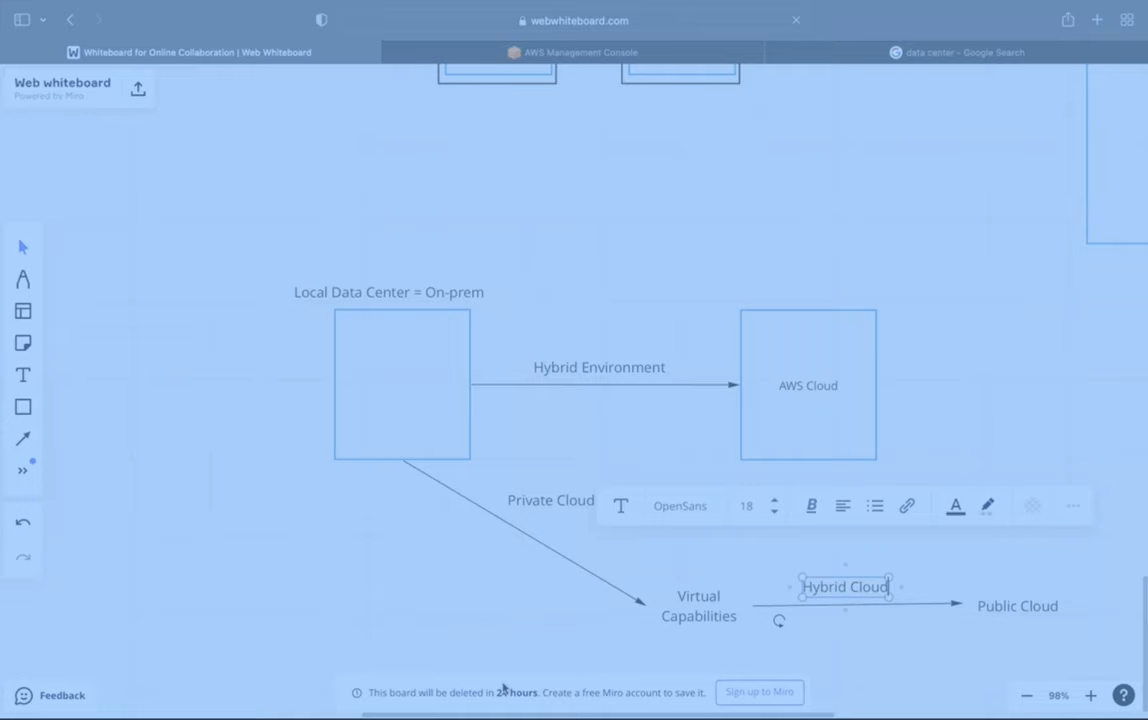 webwhiteboard.com
Whiteboard for Online Collaboration | Web Whiteboard
AWS Management Console
data center - Google Search
Web whiteboard
Powered by Miro
Local Data Center = On-prem
Hybrid Environment
AWS Cloud
Private Cloud
OpenSans
18
Hybrid Cloud
Virtual
Capabilities
Public Cloud
Feedback
This board will be deleted in 24 hours. Create a free Miro account to save it.
Sign up to Miro
98%